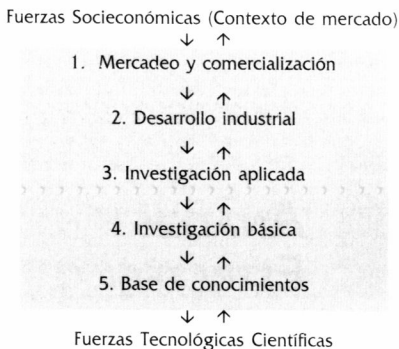 Fuerzas Socieconómicas (Contexto de mercado)
↓ ↑
1. Mercadeo y comercialización
↓ ↑
2. Desarrollo industrial
↓ ↑
3. Investigación aplicada
↓ ↑
4. Investigación básica
↓ ↑
5. Base de conocimientos
↓ ↑
Fuerzas Tecnológicas Científicas